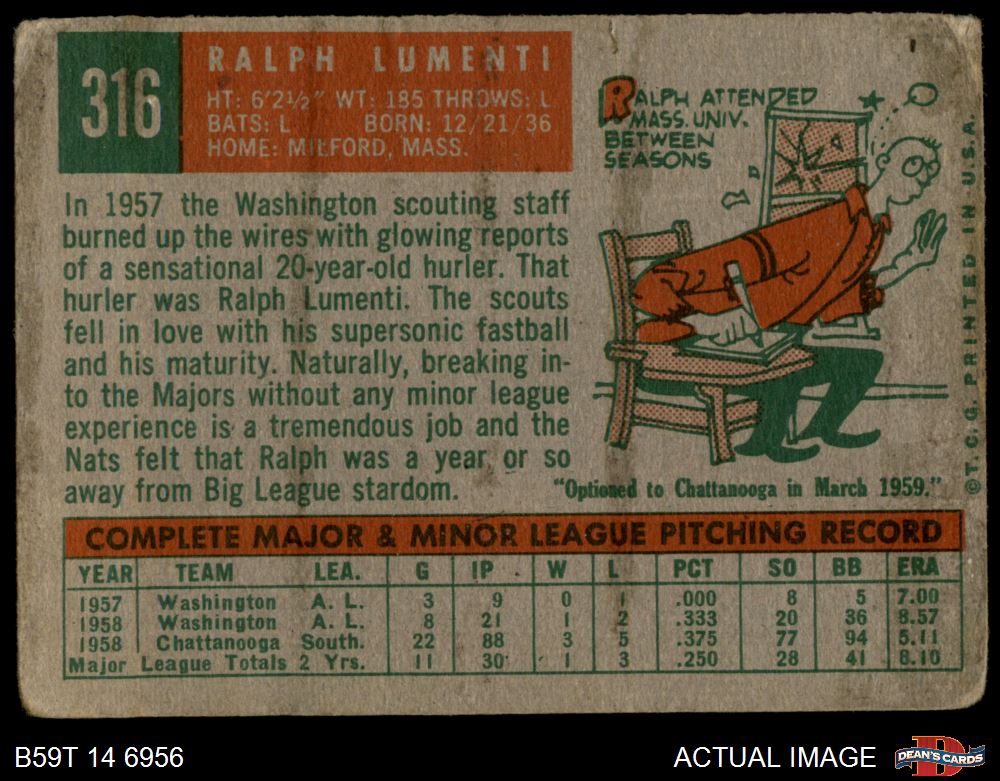 316
RALPH LUMENTI
HT: 6'2½" WT: 185 THROWS: L
BATS: L BORN: 12/21/36
HOME: MILFORD, MASS.
In 1957 the Washington scouting staff
burned up the wires with glowing reports
of a sensational 20-year-old hurler. That
hurler was Ralph Lumenti. The scouts
fell in love with his supersonic fastball
and his maturity. Naturally, breaking in-
to the Majors without any minor league
experience is a tremendous job and the
Nats felt that Ralph was a year or so
away from Big League stardom.
RALPH ATTENDED
MASS. UNIV.
BETWEEN
SEASONS
"Optioned to Chattanooga in March 1959."
©T. C. G. PRINTED IN U.S.A.
COMPLETE MAJOR & MINOR LEAGUE PITCHING RECORD
YEAR TEAM LEA. G IP W L PCT SO BB ERA
1957 Washington A. L. 3 9 0 1 .000 8 5 7.00
1958 Washington A. L. 8 21 1 2 .333 20 36 8.57
1958 Chattanooga South. 22 88 3 5 .375 77 94 5.11
Major League Totals 2 Yrs. 11 30 1 3 .250 28 41 8.10
B59T 14 6956
ACTUAL IMAGE
DEAN'S CARDS